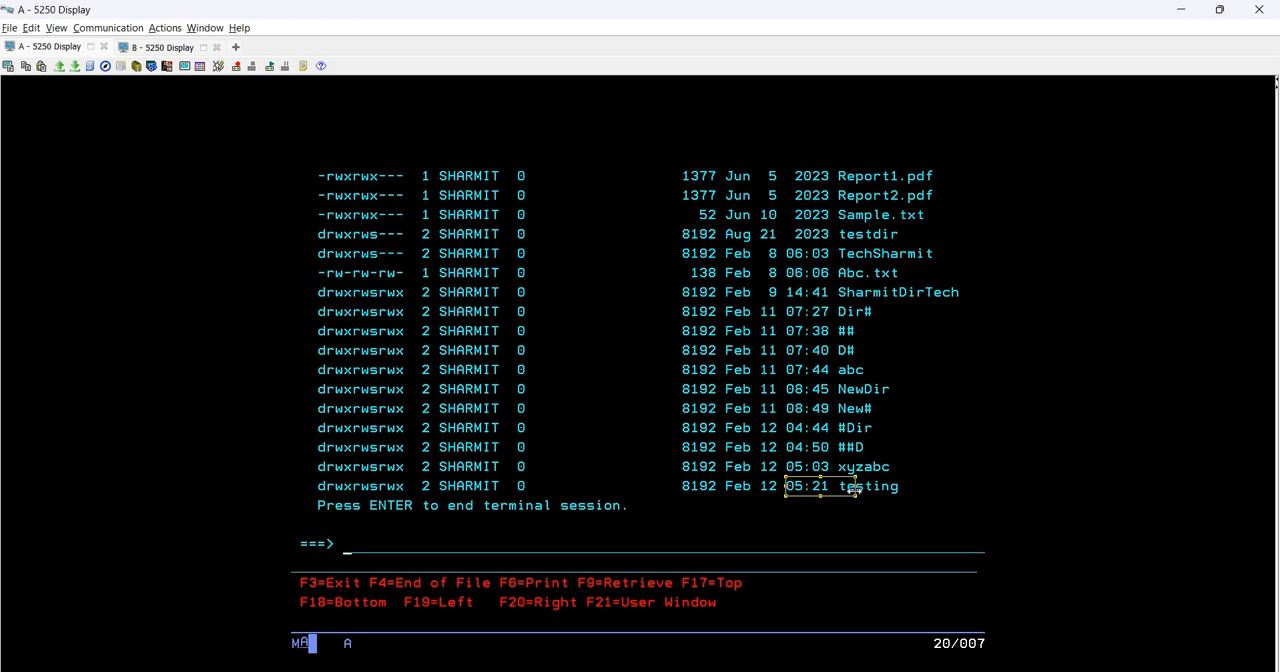 A - 5250 Display
File Edit View Communication Actions Window Help
A - 5250 Display B - 5250 Display
-rwxrwx--- 1 SHARMIT 0 1377 Jun 5 2023 Report1.pdf
-rwxrwx--- 1 SHARMIT 0 1377 Jun 5 2023 Report2.pdf
-rwxrwx--- 1 SHARMIT 0 52 Jun 10 2023 Sample.txt
drwxrws--- 2 SHARMIT 0 8192 Aug 21 2023 testdir
drwxrws--- 2 SHARMIT 0 8192 Feb 8 06:03 TechSharmit
-rw-rw-rw- 1 SHARMIT 0 138 Feb 8 06:06 Abc.txt
drwxrwsrwx 2 SHARMIT 0 8192 Feb 9 14:41 SharmitDirTech
drwxrwsrwx 2 SHARMIT 0 8192 Feb 11 07:27 Dir#
drwxrwsrwx 2 SHARMIT 0 8192 Feb 11 07:38 ##
drwxrwsrwx 2 SHARMIT 0 8192 Feb 11 07:40 D#
drwxrwsrwx 2 SHARMIT 0 8192 Feb 11 07:44 abc
drwxrwsrwx 2 SHARMIT 0 8192 Feb 11 08:45 NewDir
drwxrwsrwx 2 SHARMIT 0 8192 Feb 11 08:49 New#
drwxrwsrwx 2 SHARMIT 0 8192 Feb 12 04:44 #Dir
drwxrwsrwx 2 SHARMIT 0 8192 Feb 12 04:50 ##D
drwxrwsrwx 2 SHARMIT 0 8192 Feb 12 05:03 xyzabc
drwxrwsrwx 2 SHARMIT 0 8192 Feb 12 05:21 testing
Press ENTER to end terminal session.
===>
F3=Exit F4=End of File F6=Print F9=Retrieve F17=Top
F18=Bottom F19=Left F20=Right F21=User Window
MA A 20/007